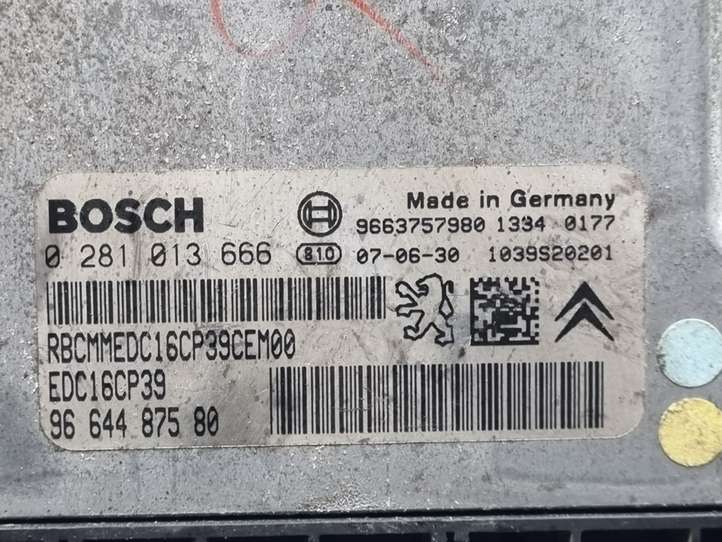 BOSCH
Made in Germany
9663757980 1394 0177
0 281 013 666 810 07-06-30 1039S20201
RBCMMEDC16CP39CEM00
EDC16CP39
96 644 875 80